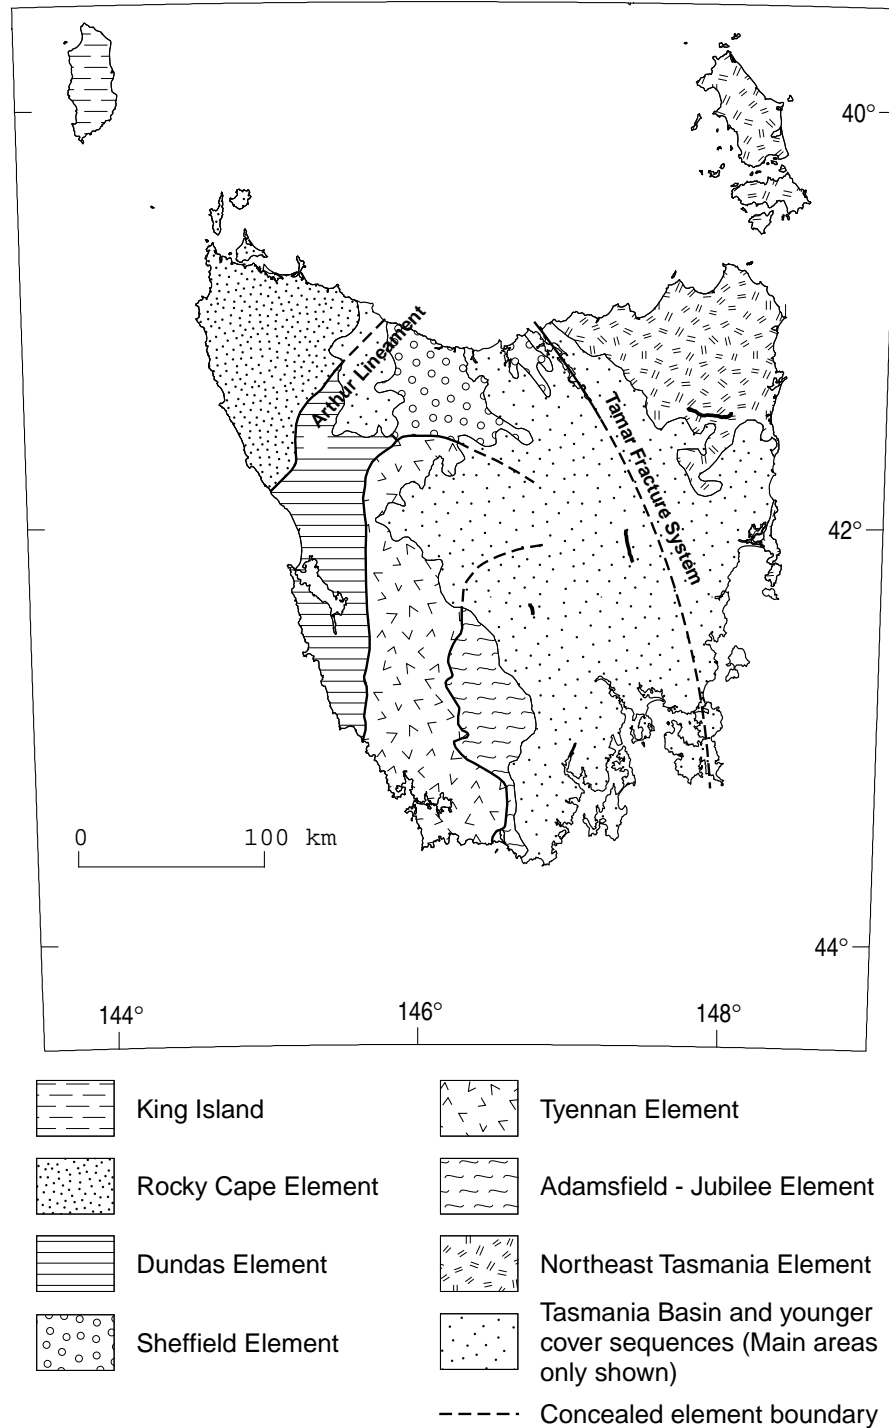 40°
Arthur Lineament
Tamar Fracture System
42°
0 100 km
44°
144° 146° 148°
King Island
Rocky Cape Element
Dundas Element
Sheffield Element
Tyennan Element
Adamsfield - Jubilee Element
Northeast Tasmania Element
Tasmania Basin and younger
cover sequences (Main areas
only shown)
Concealed element boundary